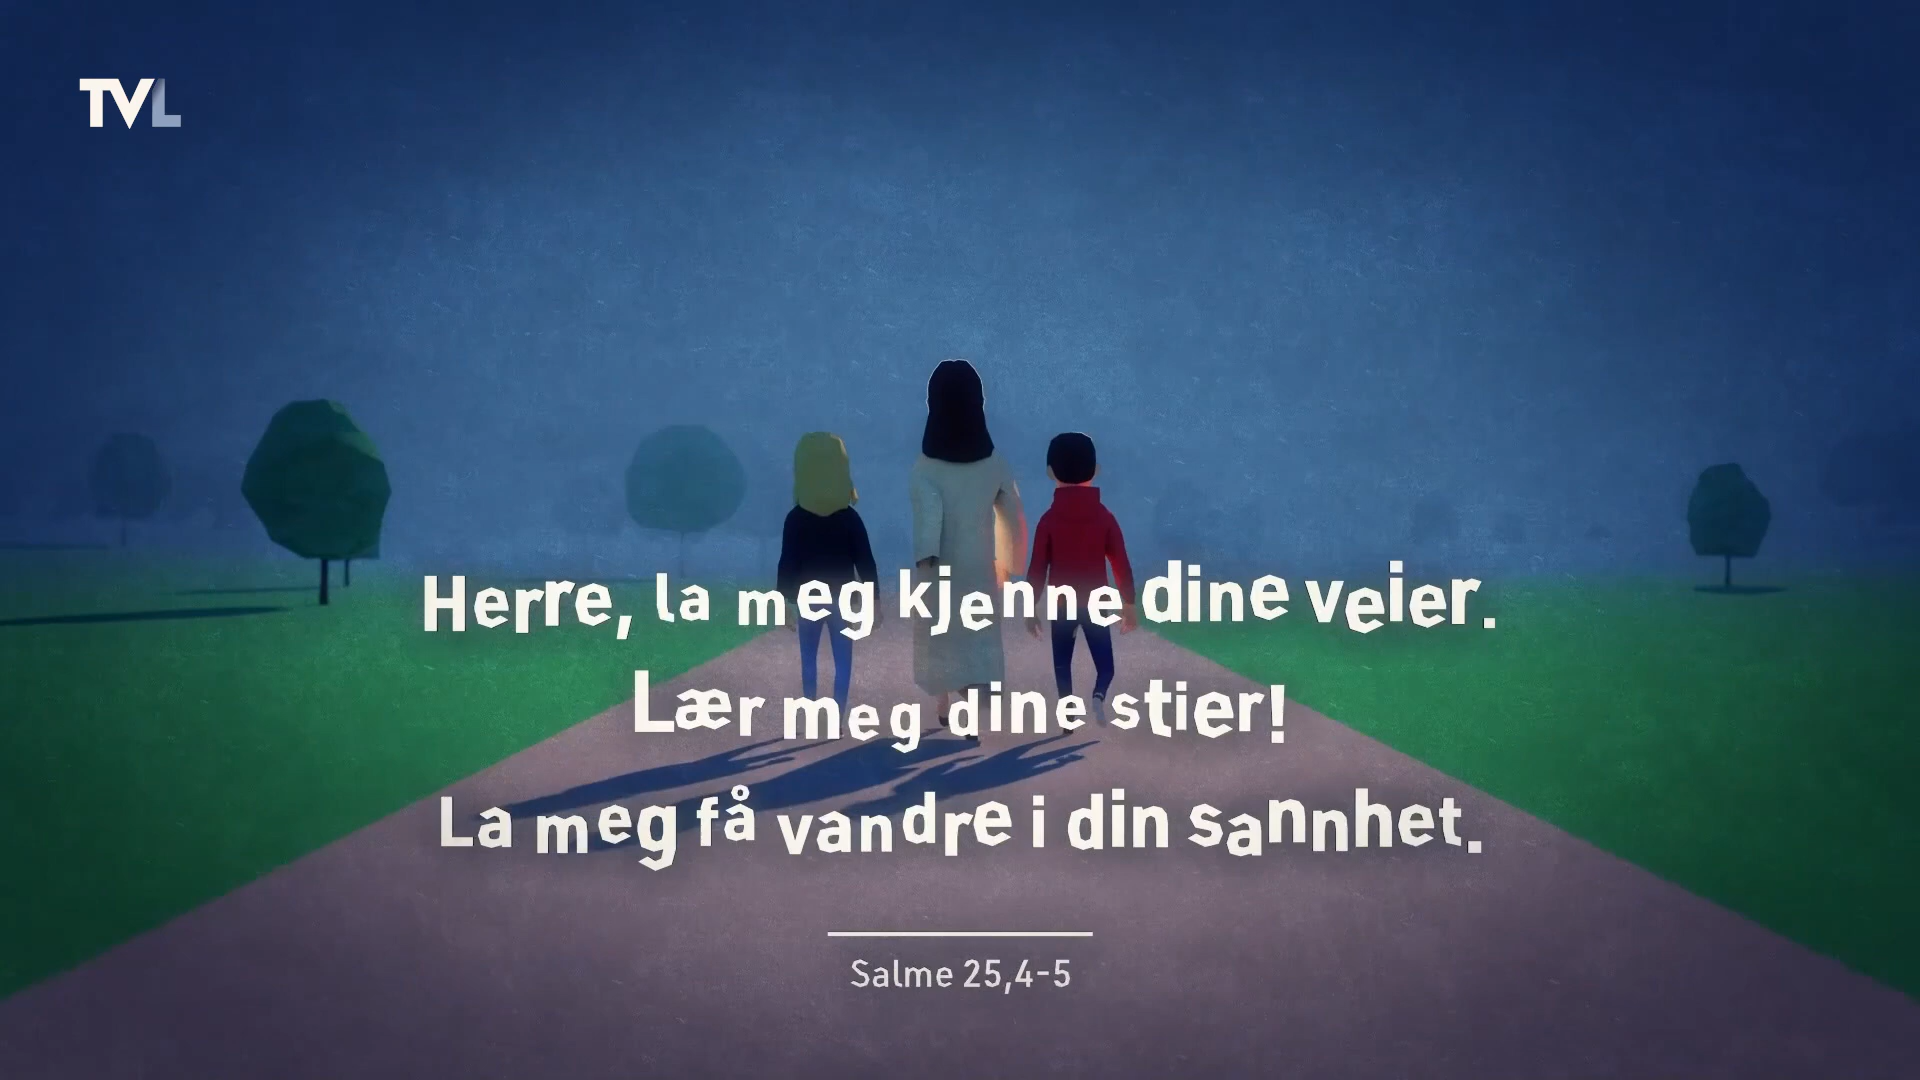 TVL
Herre, la meg kjenne dine veier.
Lær meg dine stier!
La meg få vandre i din sannhet.
Salme 25,4-5